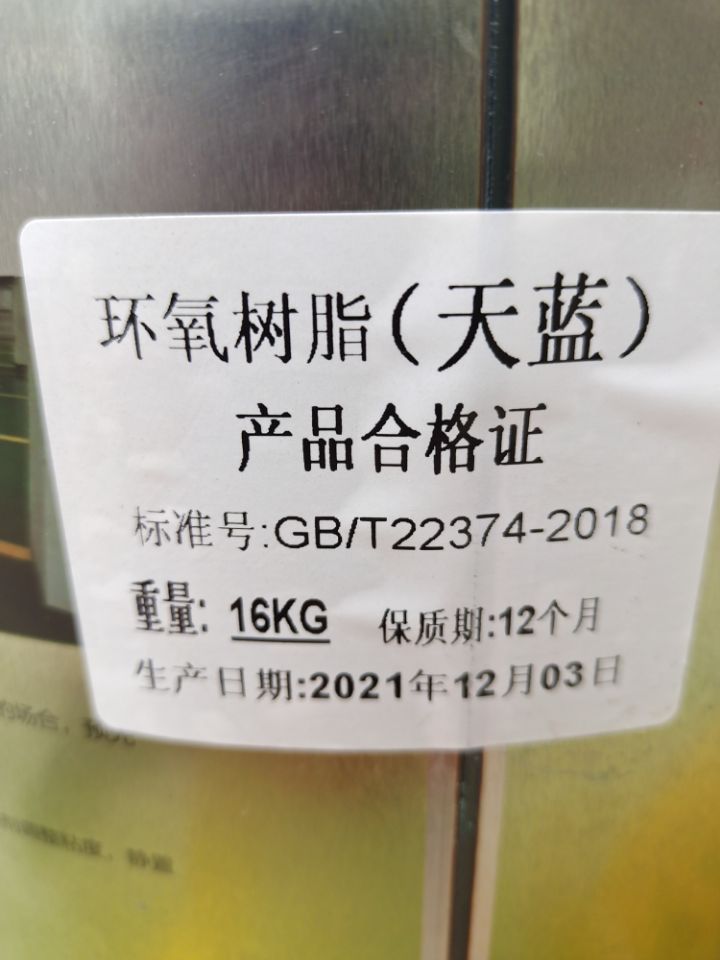 环氧树脂(天蓝)
产品合格证
标准号:GB/T22374-2018
重量: 16KG 保质期:12个月
生产日期:2021年12月03日